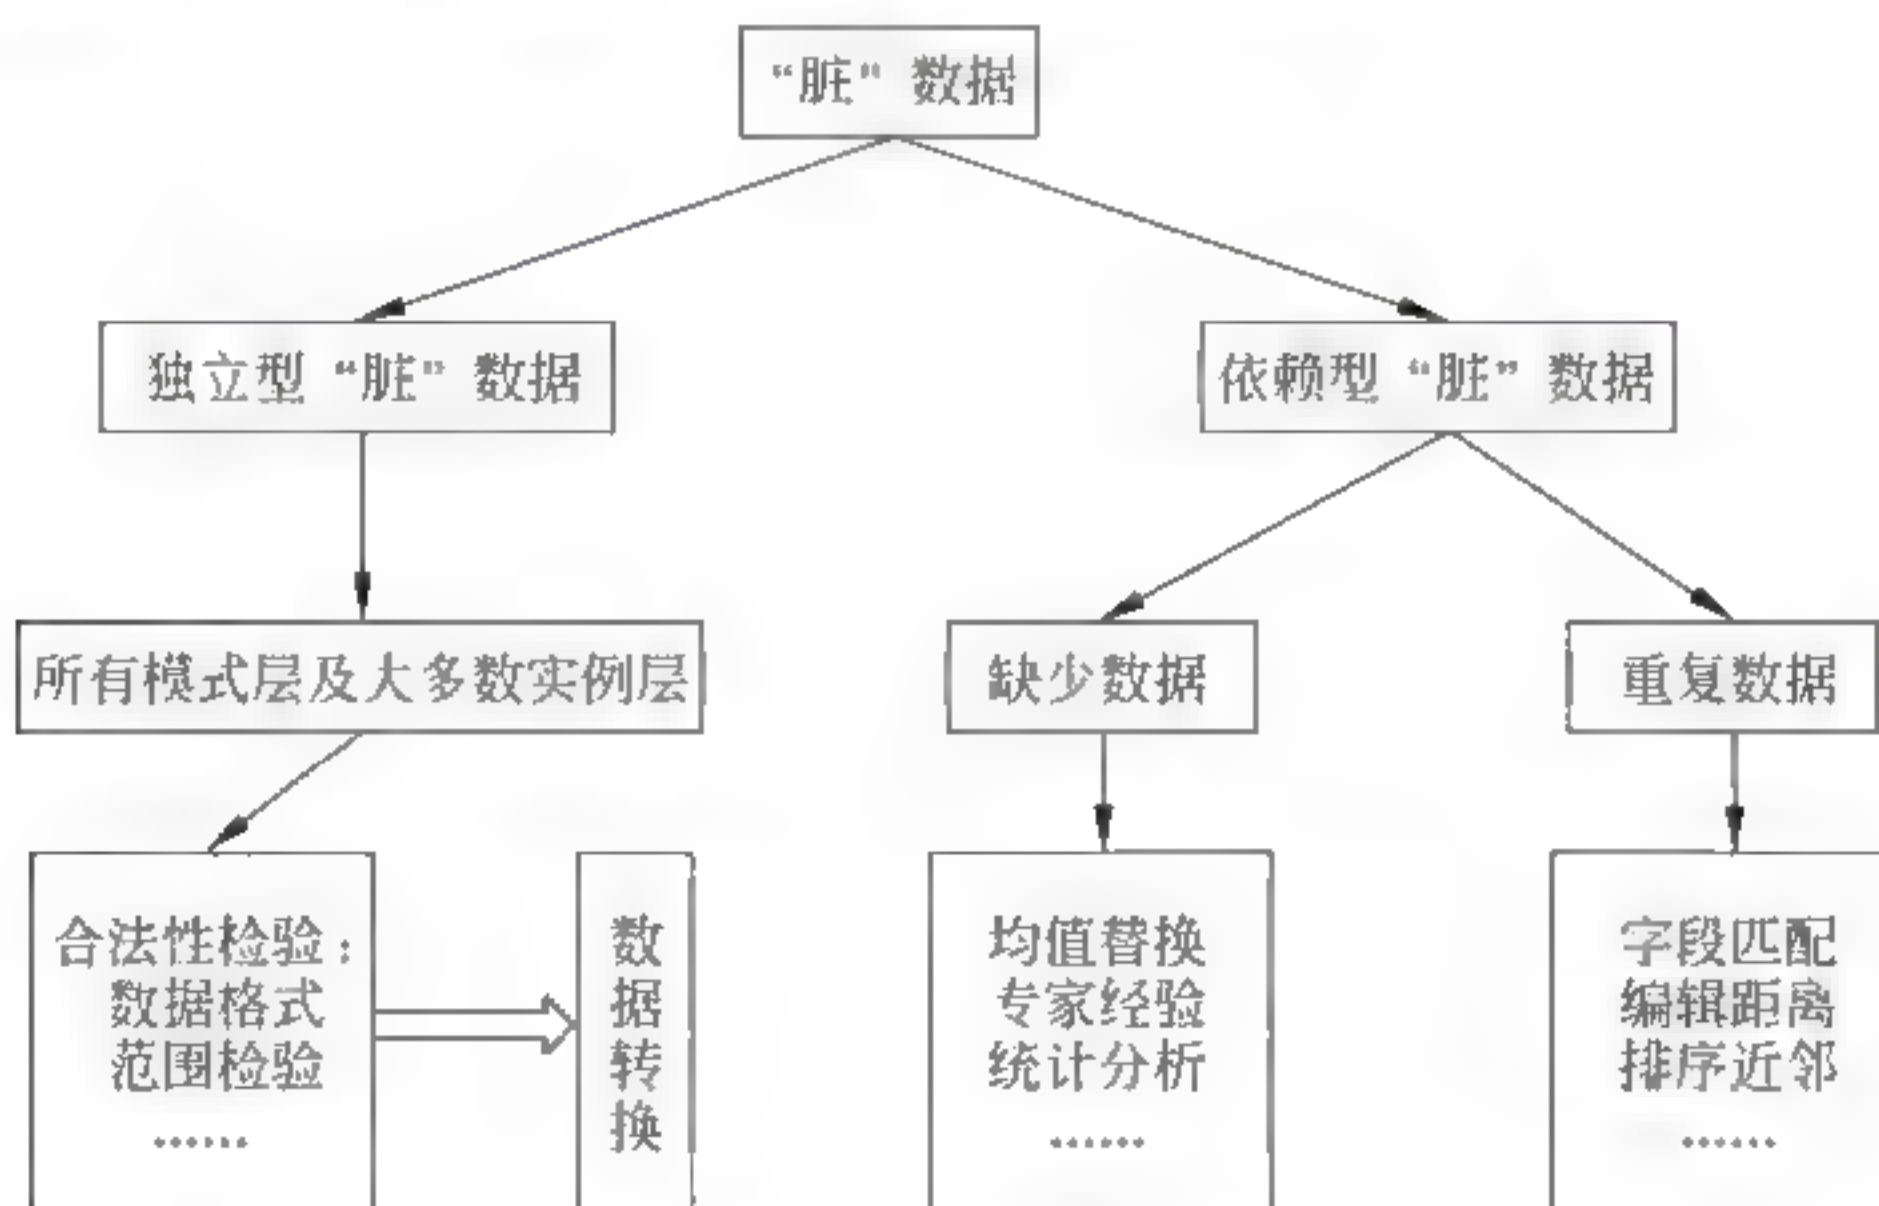 “脏” 数据
独立型 “脏” 数据
依赖型 “脏” 数据
所有模式层及大多数实例层
缺少数据
重复数据
合法性检验：
数据格式
范围检验
……
数据转换
均值替换
专家经验
统计分析
……
字段匹配
编辑距离
排序近邻
……